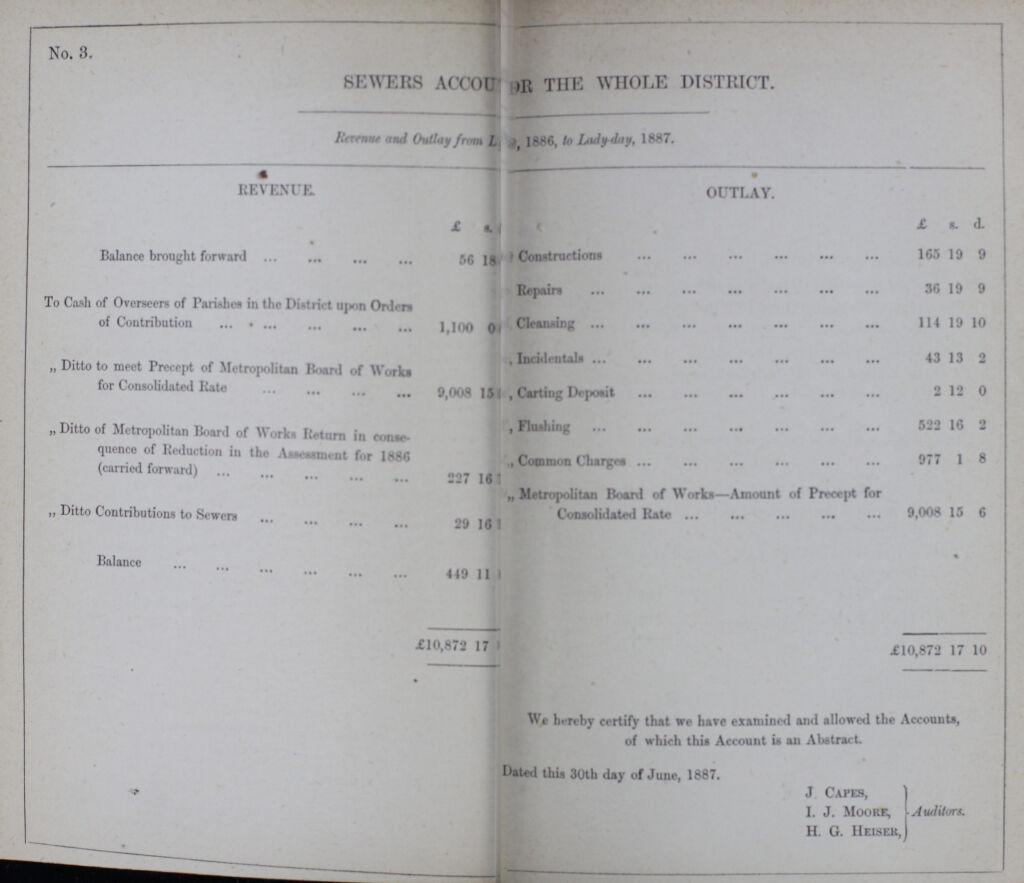 No. 3.
SEWERS ACCOU OR THE WHOLE DISTRICT.
Revenue and Outlay from L , 1886, to Lady-day, 1887.
REVENUE.
£ s.
Balance brought forward ... ... ... ... 56 18
To Cash of Overseers of Parishes in the District upon Orders
of Contribution ... ... ... ... ... 1,100 0
„ Ditto to meet Precept of Metropolitan Board of Works
for Consolidated Rate ... ... ... ... 9,008 15
„ Ditto of Metropolitan Board of Works Return in conse-
quence of Reduction in the Assessment for 1886
(carried forward) ... ... ... ... ... 227 16
„ Ditto Contributions to Sewers ... ... ... ... 29 16
Balance ... ... ... ... ... ... 449 11
£10,872 17
OUTLAY.
£ s. d.
Constructions ... ... ... ... ... ... 165 19 9
Repairs ... ... ... ... ... ... ... 36 19 9
Cleansing ... ... ... ... ... ... ... 114 19 10
, Incidentals ... ... ... ... ... ... ... 43 13 2
, Carting Deposit ... ... ... ... ... ... 2 12 0
, Flushing ... ... ... ... ... ... ... 522 16 2
„ Common Charges ... ... ... ... ... ... 977 1 8
„ Metropolitan Board of Works—Amount of Precept for
Consolidated Rate ... ... ... ... ... 9,008 15 6
£10,872 17 10
We hereby certify that we have examined and allowed the Accounts,
of which this Account is an Abstract.
Dated this 30th day of June, 1887.
J. CAPES,
I. J. MOORE, Auditors.
H. G. HEISER,